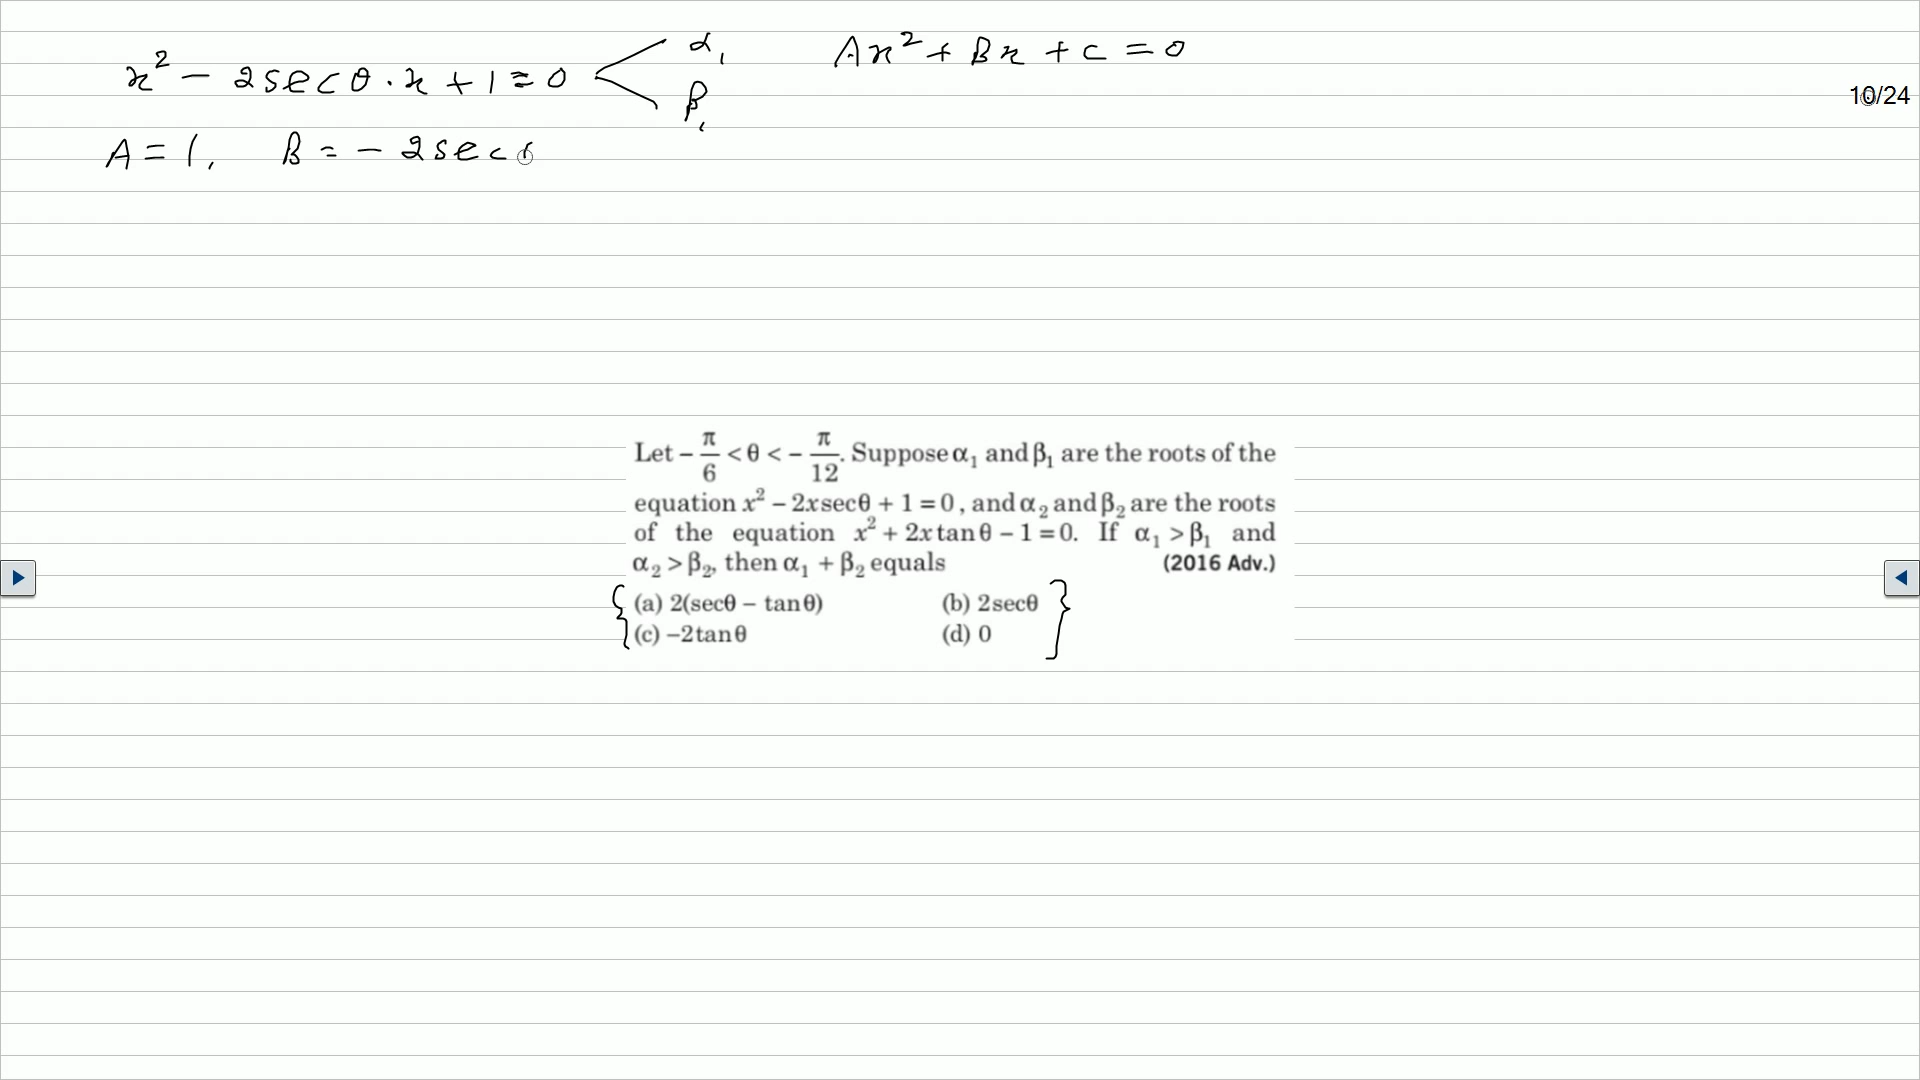 x² − 2secθ·x + 1 = 0 < α₁ β₁
Ax² + Bx + C = 0
10/24
A = 1, B = − 2sec
Let −π/6 < θ < −π/12. Suppose α₁ and β₁ are the roots of the
equation x² − 2x secθ + 1 = 0, and α₂ and β₂ are the roots
of the equation x² + 2x tanθ − 1 = 0. If α₁ > β₁ and
α₂ > β₂, then α₁ + β₂ equals (2016 Adv.)
{(a) 2(secθ − tanθ) (b) 2secθ}
(c) −2tanθ (d) 0